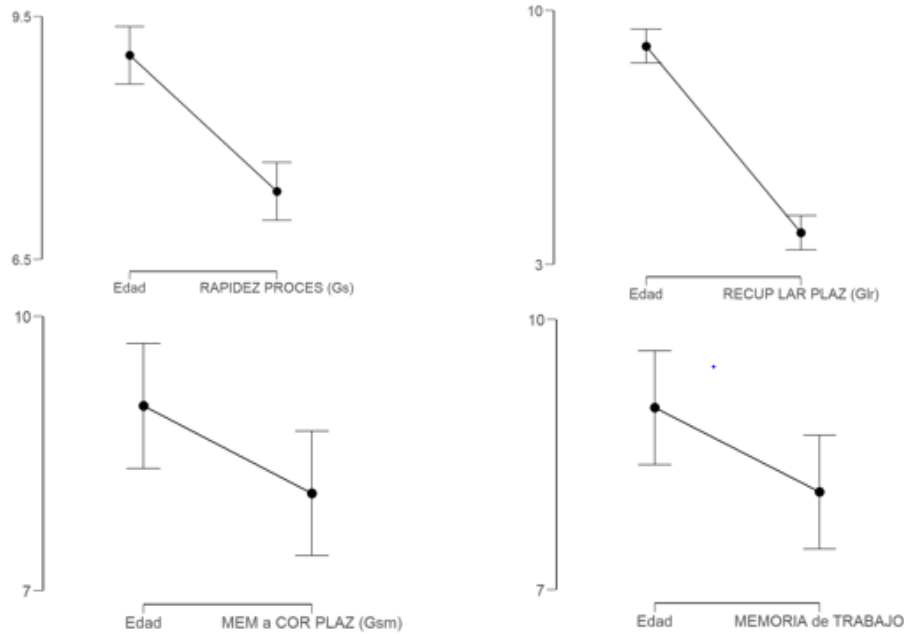 9.5
6.5
Edad RAPIDEZ PROCES (Gs)
10
3
Edad RECUP LAR PLAZ (Glr)
10
7
Edad MEM a COR PLAZ (Gsm)
10
7
Edad MEMORIA de TRABAJO